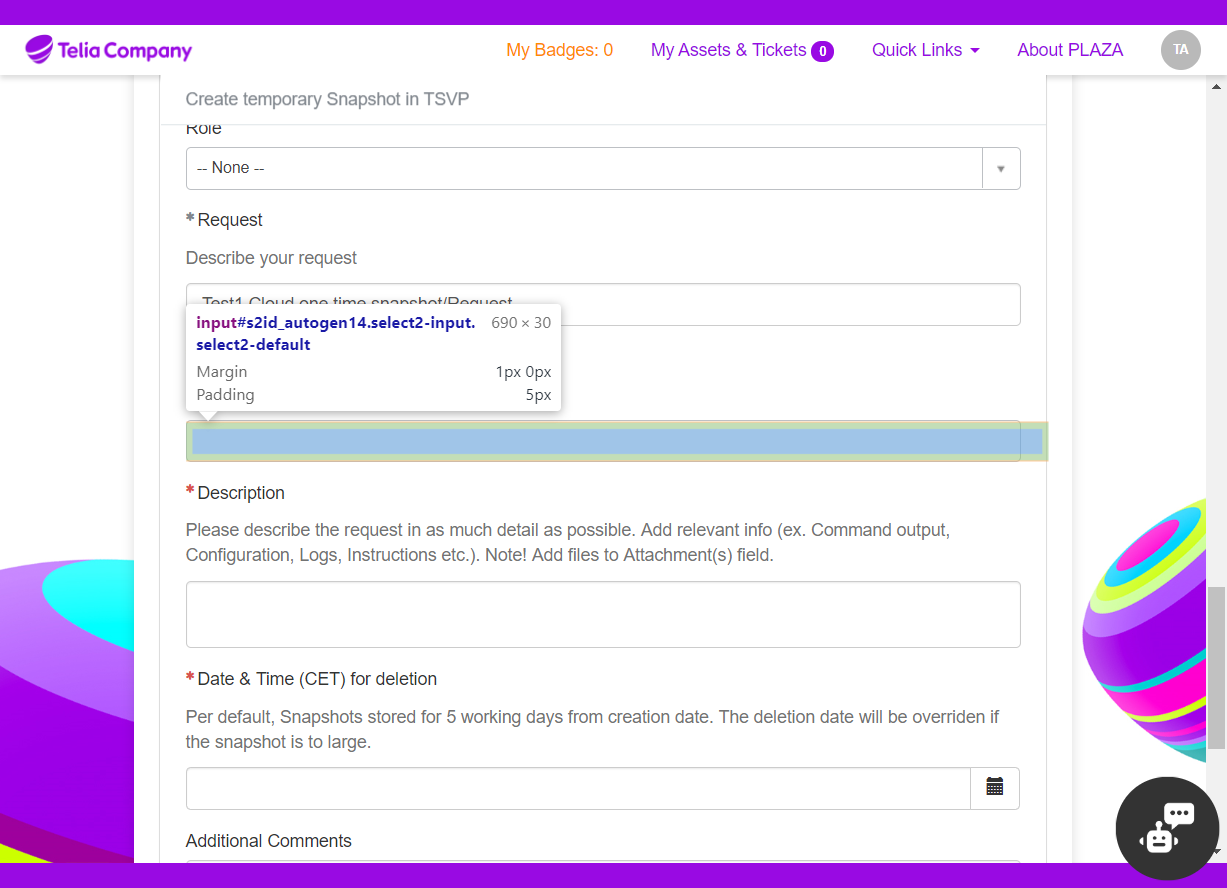 Telia Company
My Badges: 0
My Assets & Tickets 0
Quick Links
About PLAZA
TA
Create temporary Snapshot in TSVP
Role
-- None --
*Request
Describe your request
Test1 Cloud one time snapshot/Request
input#s2id_autogen14.select2-input. 690 × 30
select2-default
Margin 1px 0px
Padding 5px
*Description
Please describe the request in as much detail as possible. Add relevant info (ex. Command output,
Configuration, Logs, Instructions etc.). Note! Add files to Attachment(s) field.
*Date & Time (CET) for deletion
Per default, Snapshots stored for 5 working days from creation date. The deletion date will be overriden if
the snapshot is to large.
Additional Comments